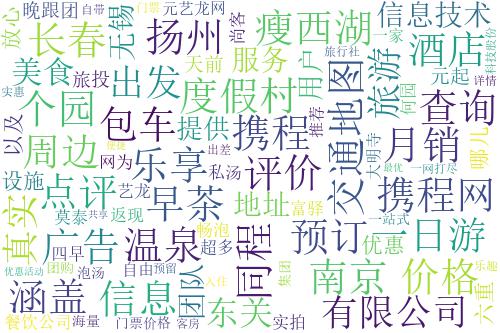 晚跟团
自带
门票
元艺龙网
尚客
瘦西湖
信息技术
放心
长春
无锡
扬州
一家
酒店
科技股份
美食
旅投
出发
天前
服务
用户
旅行社
旅游
元起
详情
实惠
个园
包车
度假村
推荐
交通地图
何园
查询
以及
周边
提供
携程
月销
哪儿
网为
便捷
出差
乐享
评价
大明寺
一网打尽
设施
点评
艺龙
私汤
早茶
地址
携程网
最优
真实
莫泰
共享
返现
畅泡
富驿
一站式
广告
温泉
超多
同程
预订
优惠
一日游
优惠活动
四早
团购
泡汤
自由
预留
团队
入住
集团
南京
价格
乐趣
涵盖
信息
东关
有限公司
六重
餐饮公司
海量
门票价格
客房
实拍